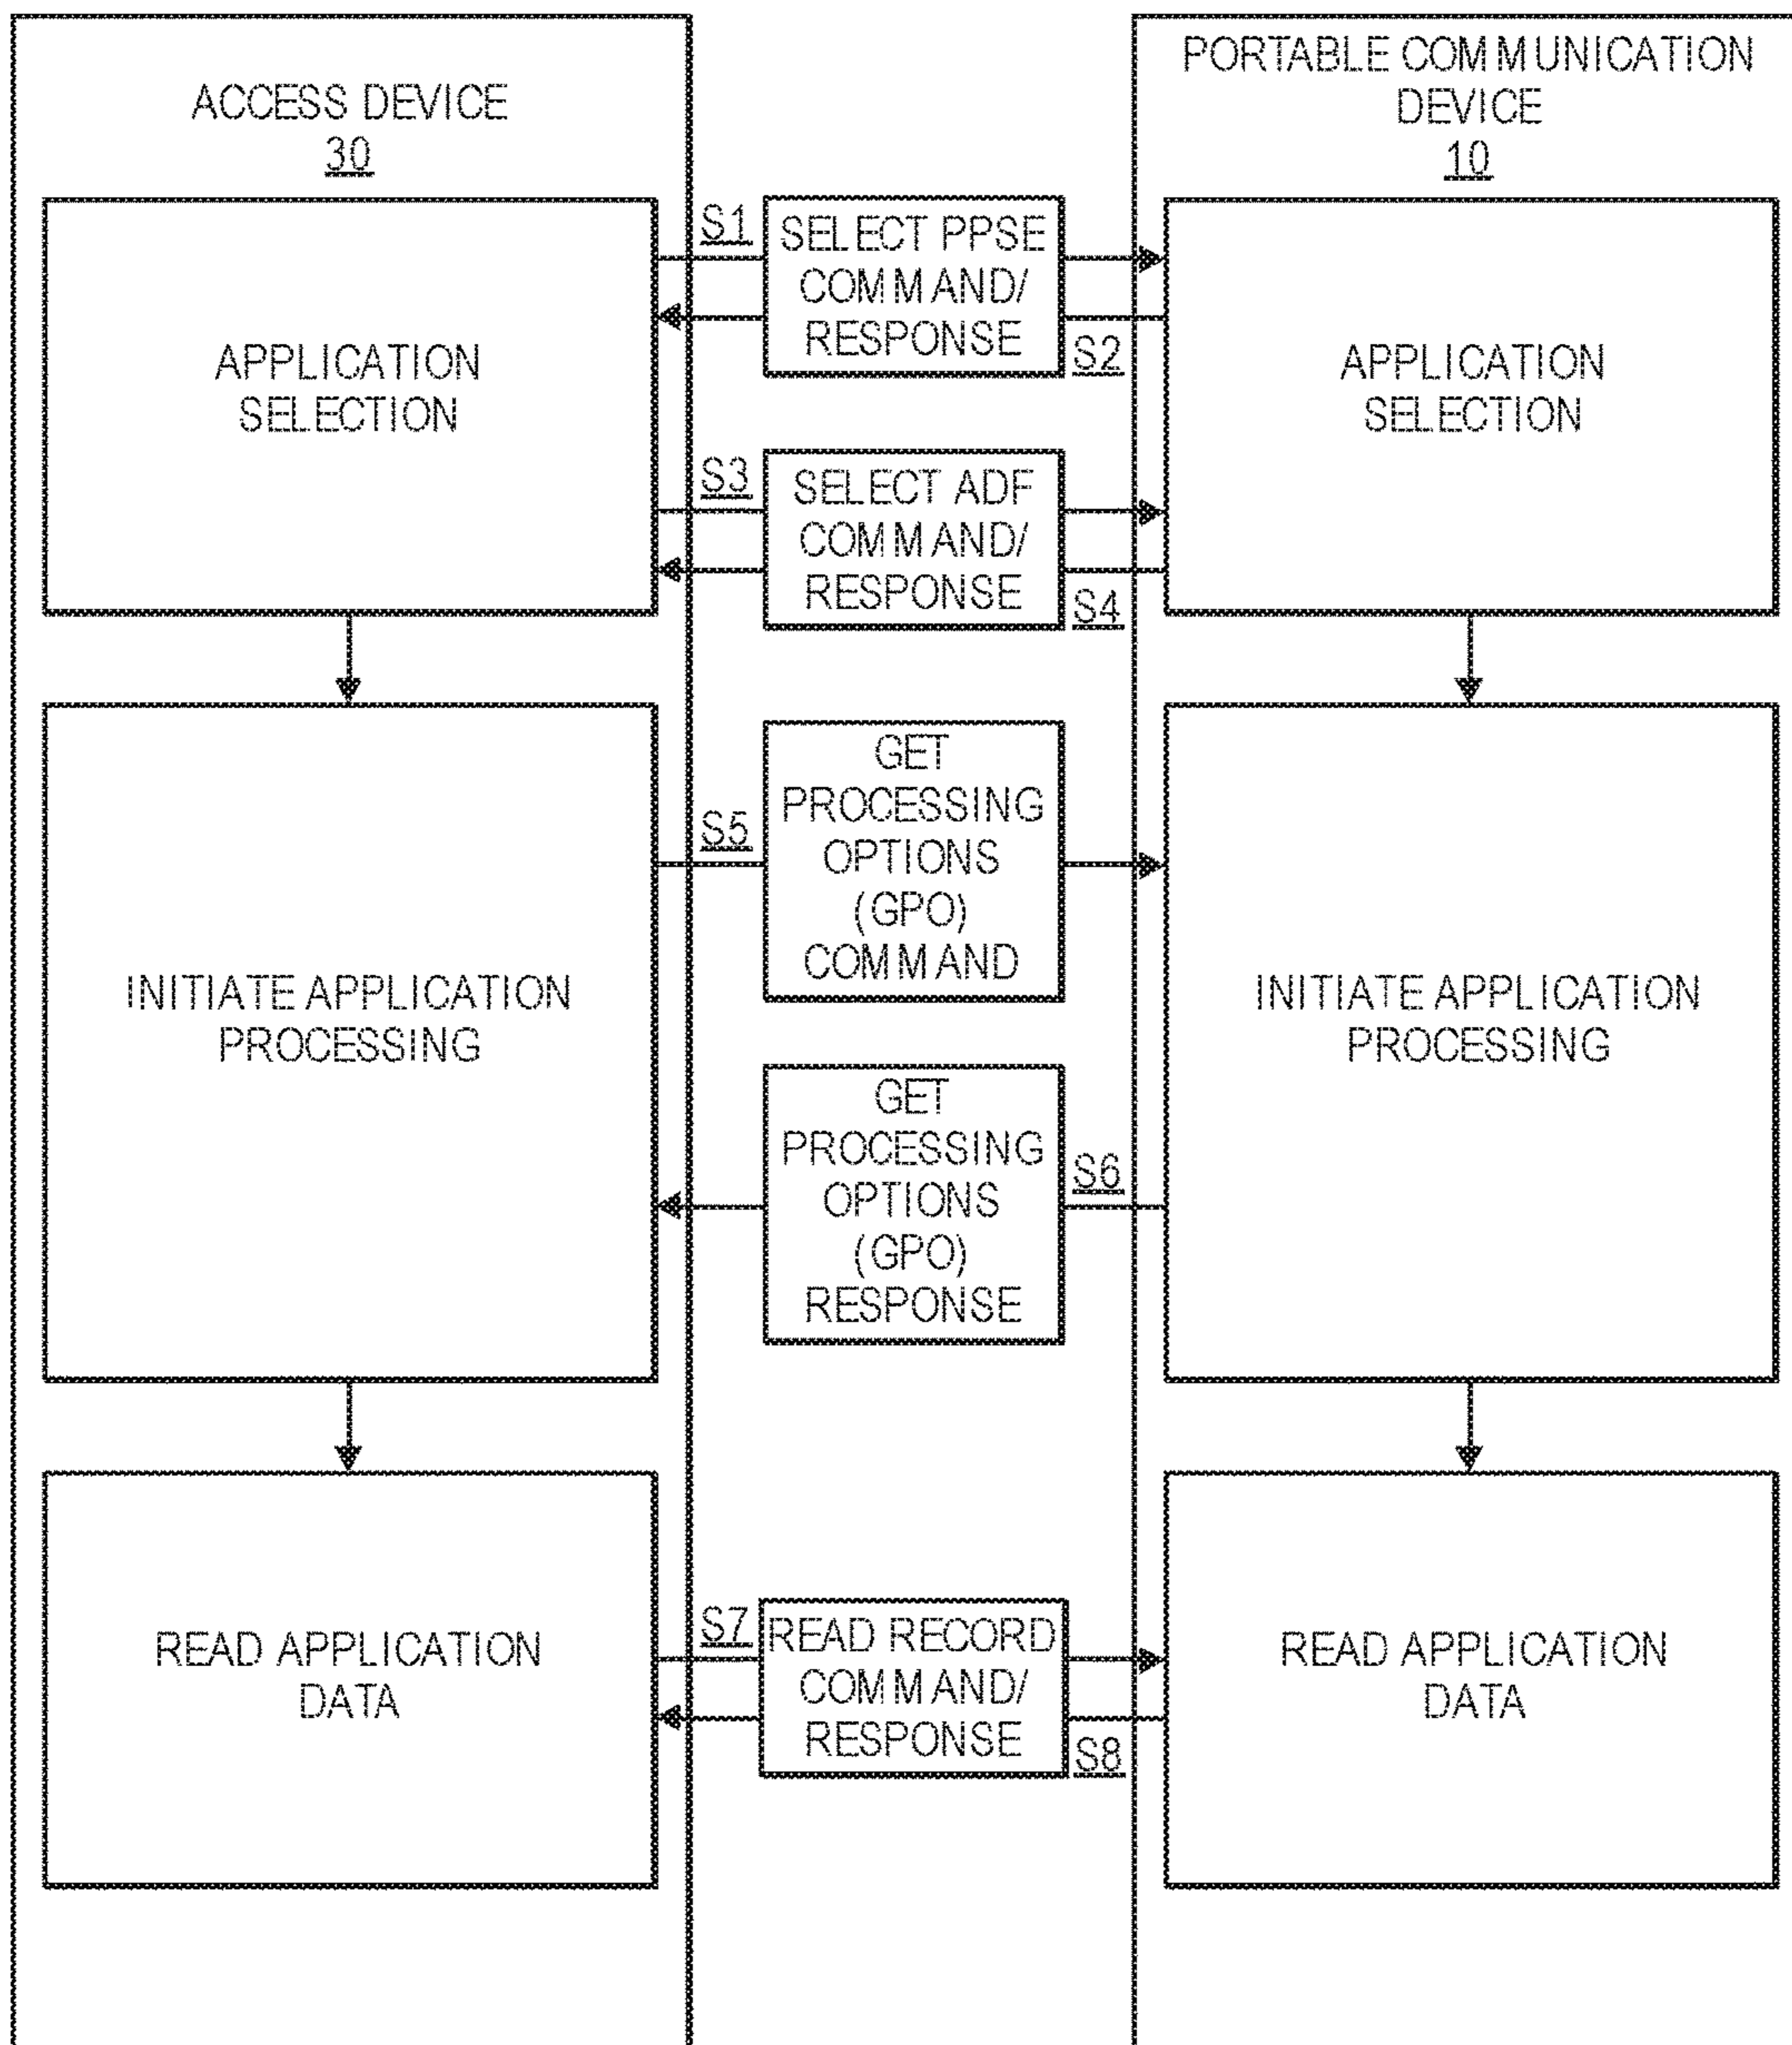 ACCESS DEVICE
30
PORTABLE COMMUNICATION
DEVICE
10
APPLICATION
SELECTION
S1
SELECT PPSE
COMMAND/
RESPONSE
S2
S3
SELECT ADF
COMMAND/
RESPONSE
S4
APPLICATION
SELECTION
INITIATE APPLICATION
PROCESSING
S5
GET
PROCESSING
OPTIONS
(GPO)
COMMAND
GET
PROCESSING
OPTIONS
(GPO)
RESPONSE
S6
INITIATE APPLICATION
PROCESSING
READ APPLICATION
DATA
S7
READ RECORD
COMMAND/
RESPONSE
S8
READ APPLICATION
DATA